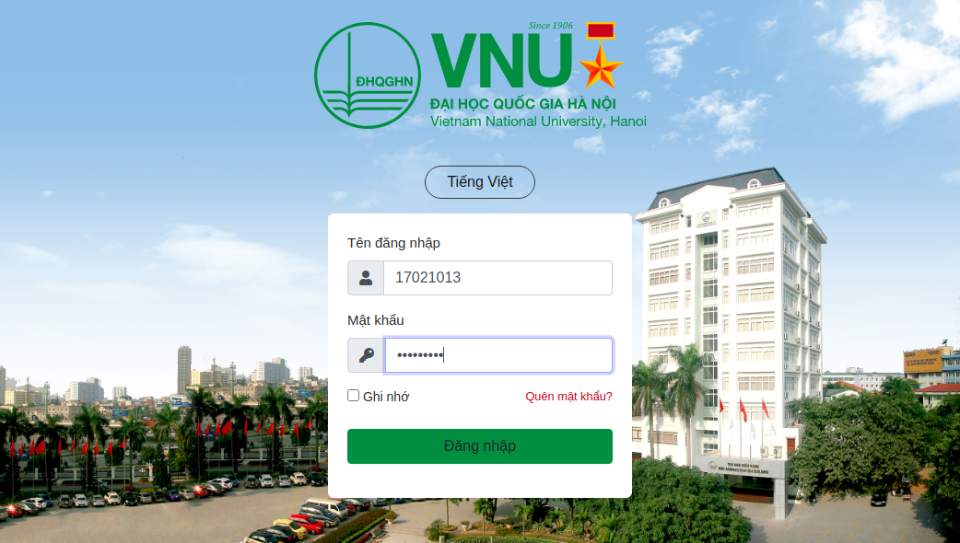 Since 1906
ĐHQGHN
VNU
ĐẠI HỌC QUỐC GIA HÀ NỘI
Vietnam National University, Hanoi
Tiếng Việt
Tên đăng nhập
17021013
Mật khẩu
•••••••••
Ghi nhớ
Quên mật khẩu?
Đăng nhập